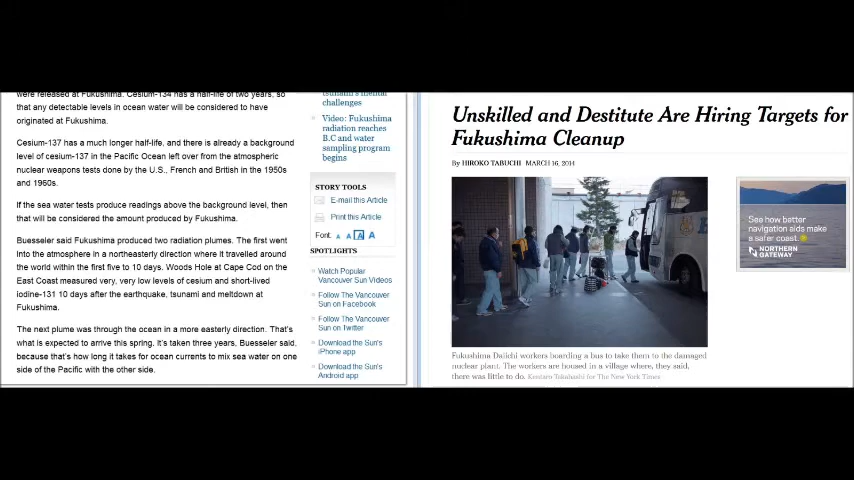 were released at Fukushima. Cesium-134 has a half-life of two years, so
that any detectable levels in ocean water will be considered to have
originated at Fukushima.
Cesium-137 has a much longer half-life, and there is already a background
level of cesium-137 in the Pacific Ocean left over from the atmospheric
nuclear weapons tests done by the U.S., French and British in the 1950s
and 1960s.
If the sea water tests produce readings above the background level, then
that will be considered the amount produced by Fukushima.
Buesseler said Fukushima produced two radiation plumes. The first went
into the atmosphere in a northeasterly direction where it travelled around
the world within the first five to 10 days. Woods Hole at Cape Cod on the
East Coast measured very, very low levels of cesium and short-lived
iodine-131 10 days after the earthquake, tsunami and meltdown at
Fukushima.
The next plume was through the ocean in a more easterly direction. That's
what is expected to arrive this spring. It's taken three years, Buesseler said,
because that's how long it takes for ocean currents to mix sea water on one
side of the Pacific with the other side.
tsunami's mental
challenges
Video: Fukushima
radiation reaches
B.C and water
sampling program
begins
STORY TOOLS
E-mail this Article
Print this Article
Font: A A A A
SPOTLIGHTS
Watch Popular
Vancouver Sun Videos
Follow The Vancouver
Sun on Facebook
Follow The Vancouver
Sun on Twitter
Download the Sun's
iPhone app
Download the Sun's
Android app
Unskilled and Destitute Are Hiring Targets for
Fukushima Cleanup
By HIROKO TABUCHI MARCH 16, 2014
See how better
navigation aids make
a safer coast.
NORTHERN
GATEWAY
Fukushima Daiichi workers boarding a bus to take them to the damaged
nuclear plant. The workers are housed in a village where, they said,
there was little to do. Kentaro Takahashi for The New York Times